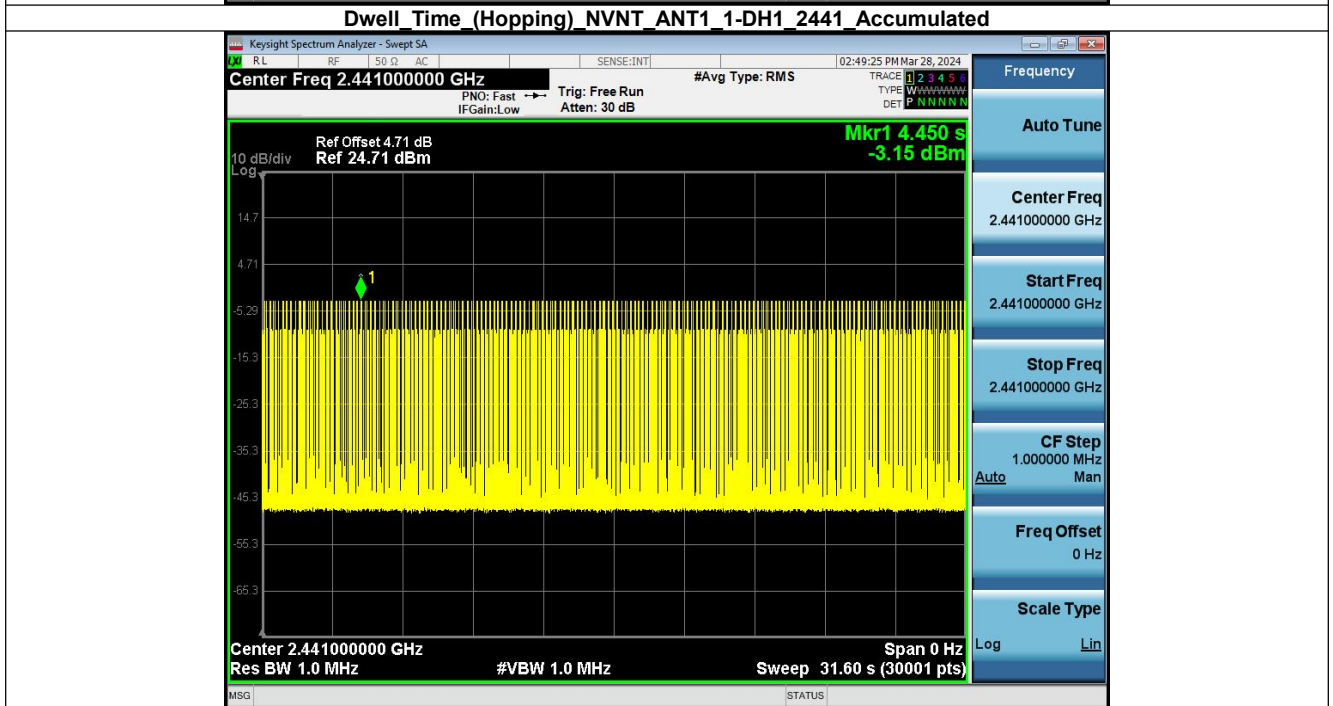 Dwell_Time_(Hopping)_NVNT_ANT1_1-DH1_2441_Accumulated
Keysight Spectrum Analyzer - Swept SA
LXI RL RF 50 Ω AC SENSE:INT 02:49:25 PM Mar 28, 2024
Center Freq 2.441000000 GHz #Avg Type: RMS TRACE 1 2 3 4 5 6
PNO: Fast Trig: Free Run TYPE WWWWWW
IFGain:Low Atten: 30 dB DET P N N N N N
Frequency
Mkr1 4.450 s
-3.15 dBm
Ref Offset 4.71 dB
10 dB/div Ref 24.71 dBm
Log
14.7
4.71
-5.29
-15.3
-25.3
-35.3
-45.3
-55.3
-65.3
1
Center 2.441000000 GHz Span 0 Hz
Res BW 1.0 MHz #VBW 1.0 MHz Sweep 31.60 s (30001 pts)
Auto Tune
Center Freq
2.441000000 GHz
Start Freq
2.441000000 GHz
Stop Freq
2.441000000 GHz
CF Step
1.000000 MHz
Auto Man
Freq Offset
0 Hz
Scale Type
Log Lin
MSG STATUS